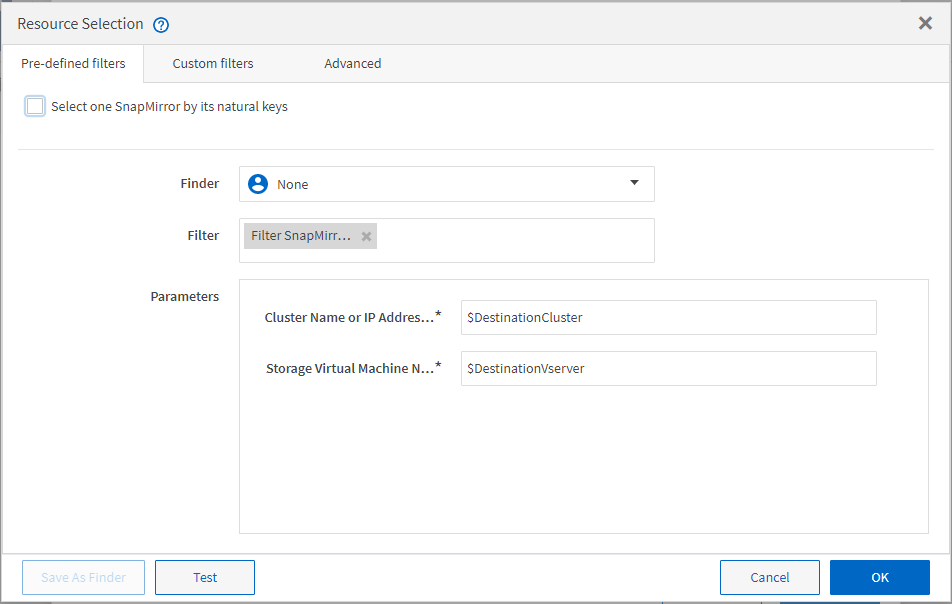 Resource Selection ?
Pre-defined filters Custom filters Advanced
Select one SnapMirror by its natural keys
Finder None
Filter Filter SnapMirr...
Parameters
Cluster Name or IP Addres...* $DestinationCluster
Storage Virtual Machine N...* $DestinationVserver
Save As Finder Test Cancel OK